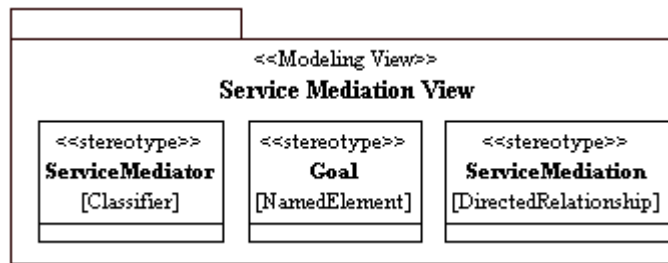 <<Modeling View>>
Service Mediation View
<<stereotype>>
ServiceMediator
[Classifier]
<<stereotype>>
Goal
[NamedElement]
<<stereotype>>
ServiceMediation
[DirectedRelationship]